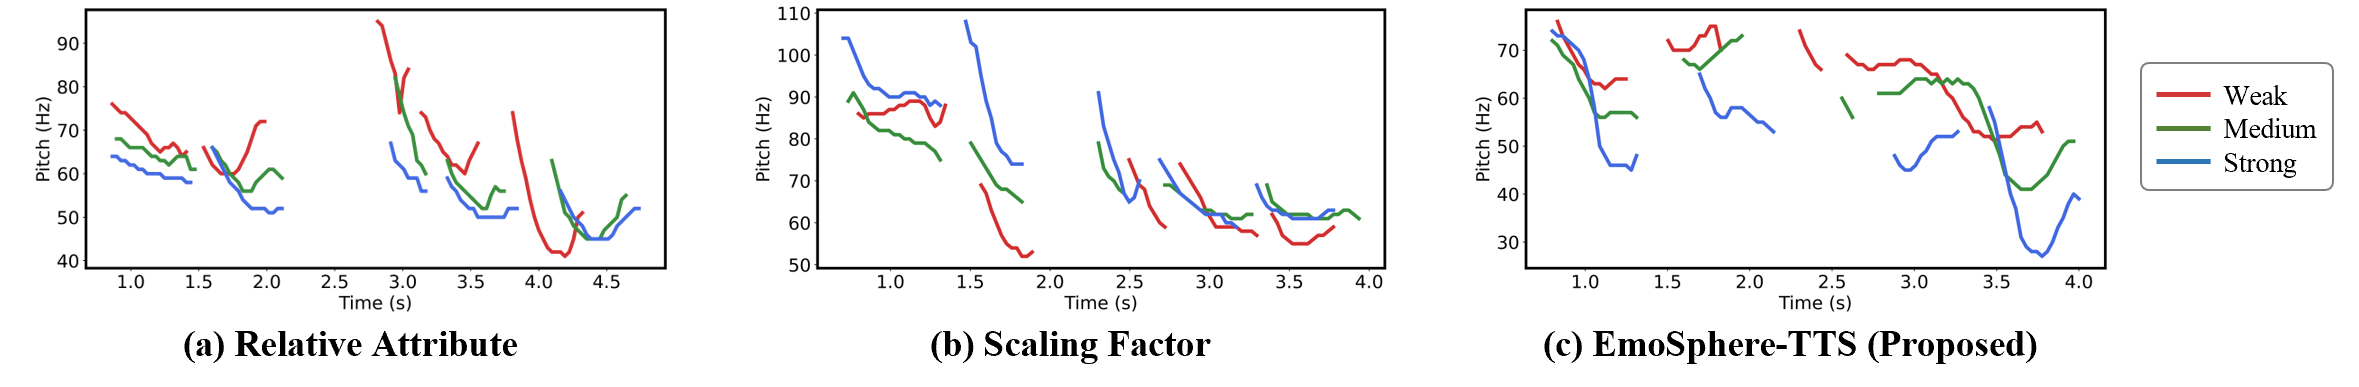 90
80
70
60
50
40
Pitch (Hz)
1.0 1.5 2.0 2.5 3.0 3.5 4.0 4.5
Time (s)
(a) Relative Attribute
110
100
90
80
70
60
50
Pitch (Hz)
1.0 1.5 2.0 2.5 3.0 3.5 4.0
Time (s)
(b) Scaling Factor
70
60
50
40
30
Pitch (Hz)
1.0 1.5 2.0 2.5 3.0 3.5 4.0
Time (s)
(c) EmoSphere-TTS (Proposed)
Weak
Medium
Strong